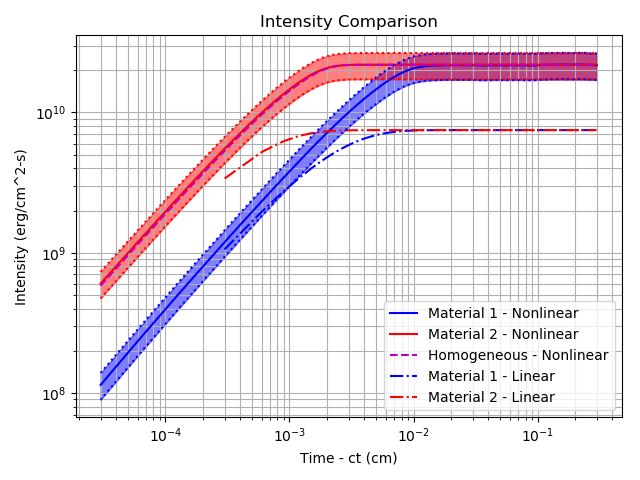 Intensity Comparison
Intensity (erg/cm^2-s)
10^10
10^9
10^8
Material 1 - Nonlinear
Material 2 - Nonlinear
Homogeneous - Nonlinear
Material 1 - Linear
Material 2 - Linear
10^-4 10^-3 10^-2 10^-1
Time - ct (cm)